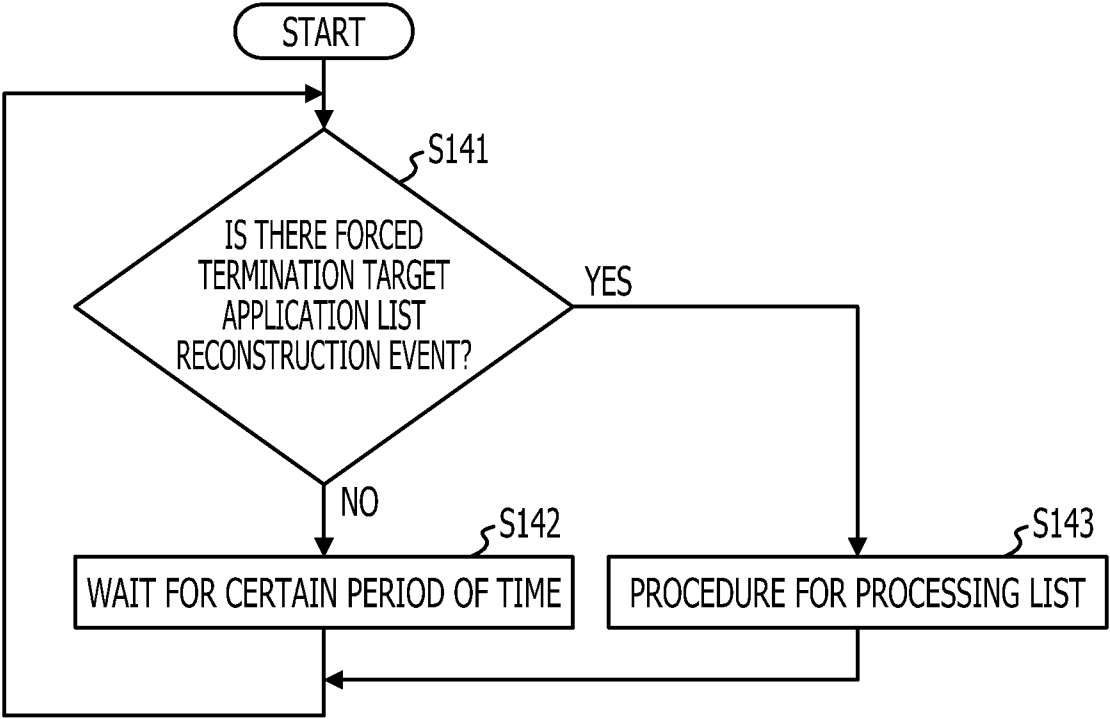 START
S141
IS THERE FORCED
TERMINATION TARGET
APPLICATION LIST
RECONSTRUCTION EVENT?
YES
NO
S142
WAIT FOR CERTAIN PERIOD OF TIME
S143
PROCEDURE FOR PROCESSING LIST